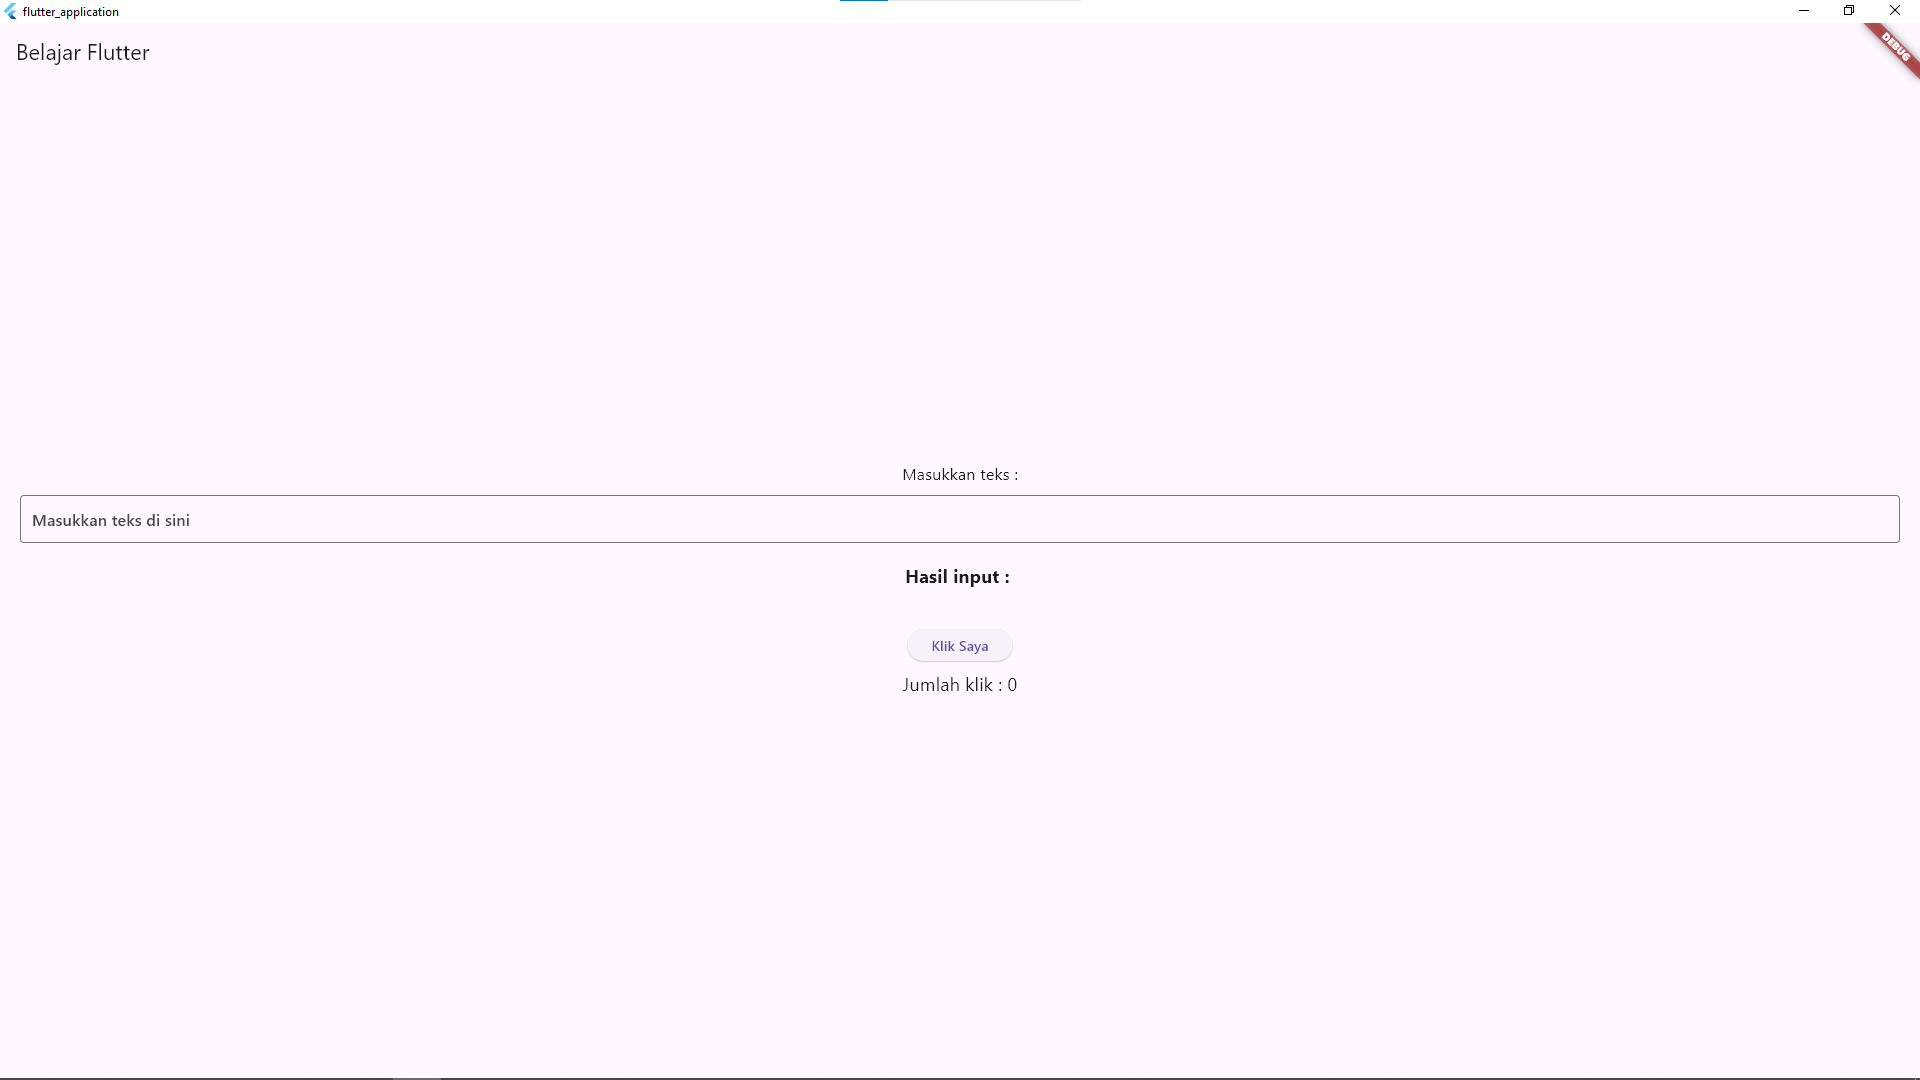 flutter_application
Belajar Flutter
DEBUG
Masukkan teks :
Masukkan teks di sini
Hasil input :
Klik Saya
Jumlah klik : 0